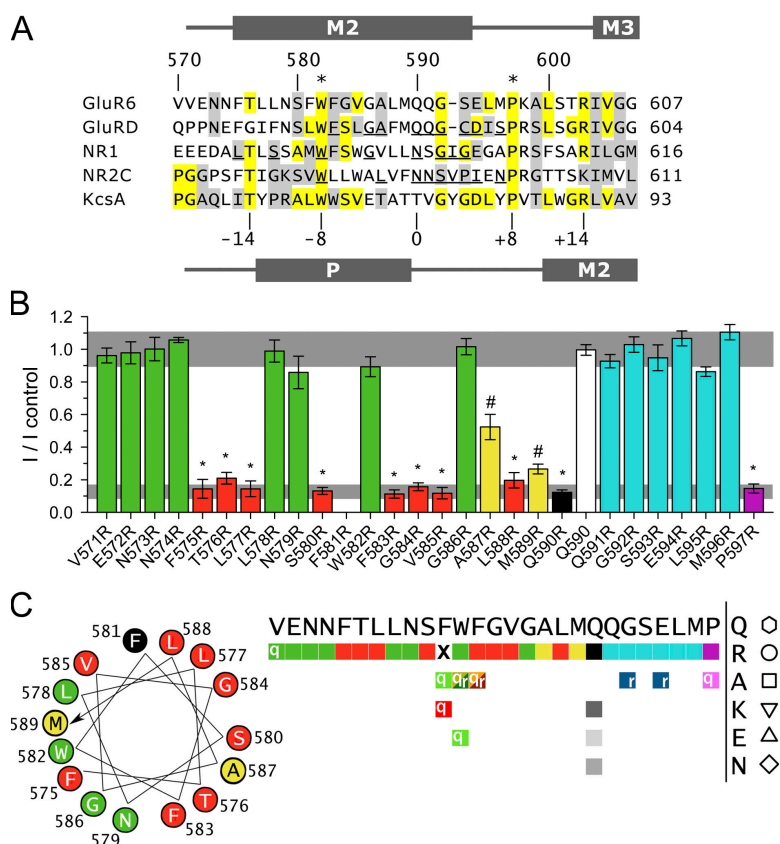 A
M2
M3
570 580 590 600
* *
GluR6 VVENNFTLLNSFWFGVGALMQQG-SELMPKALSTRIVGG 607
GluRD QPPNEFGIFNSLWFSLGAFMQQG-CDISPRSLSGRIVGG 604
NR1 EEEDALTLSSAMWFSWGVLLNSGIGEGAPRSFSARILGM 616
NR2C PGGPSFTIGKSVWLLWALVFNNSVPIENPRGTTSKIMVL 611
KcsA PGAQLITYPRALWWSVETATTVGYGDLYPVTLWGRLVAV 93
-14 -8 0 +8 +14
P
M2
B
I / I control
1.2
1.0
0.8
0.6
0.4
0.2
0.0
* * * * * * * # * # * *
V571R E572R N573R N574R F575R T576R L577R L578R N579R S580R F581R W582R F583R G584R V585R G586R A587R L588R M589R Q590R Q590 Q591R G592R S593R E594R L595R M596R P597R
C
581 F L 588
L 577
585 V
G 584
578 L
589 M
S 580
582 W
A 587
575 F
T 576
586 G
579 N
F 583
VENNFTLLNSFWFGVGALMQQGSELMP Q
q X R
q qr qr r r q A
q K
q E
N